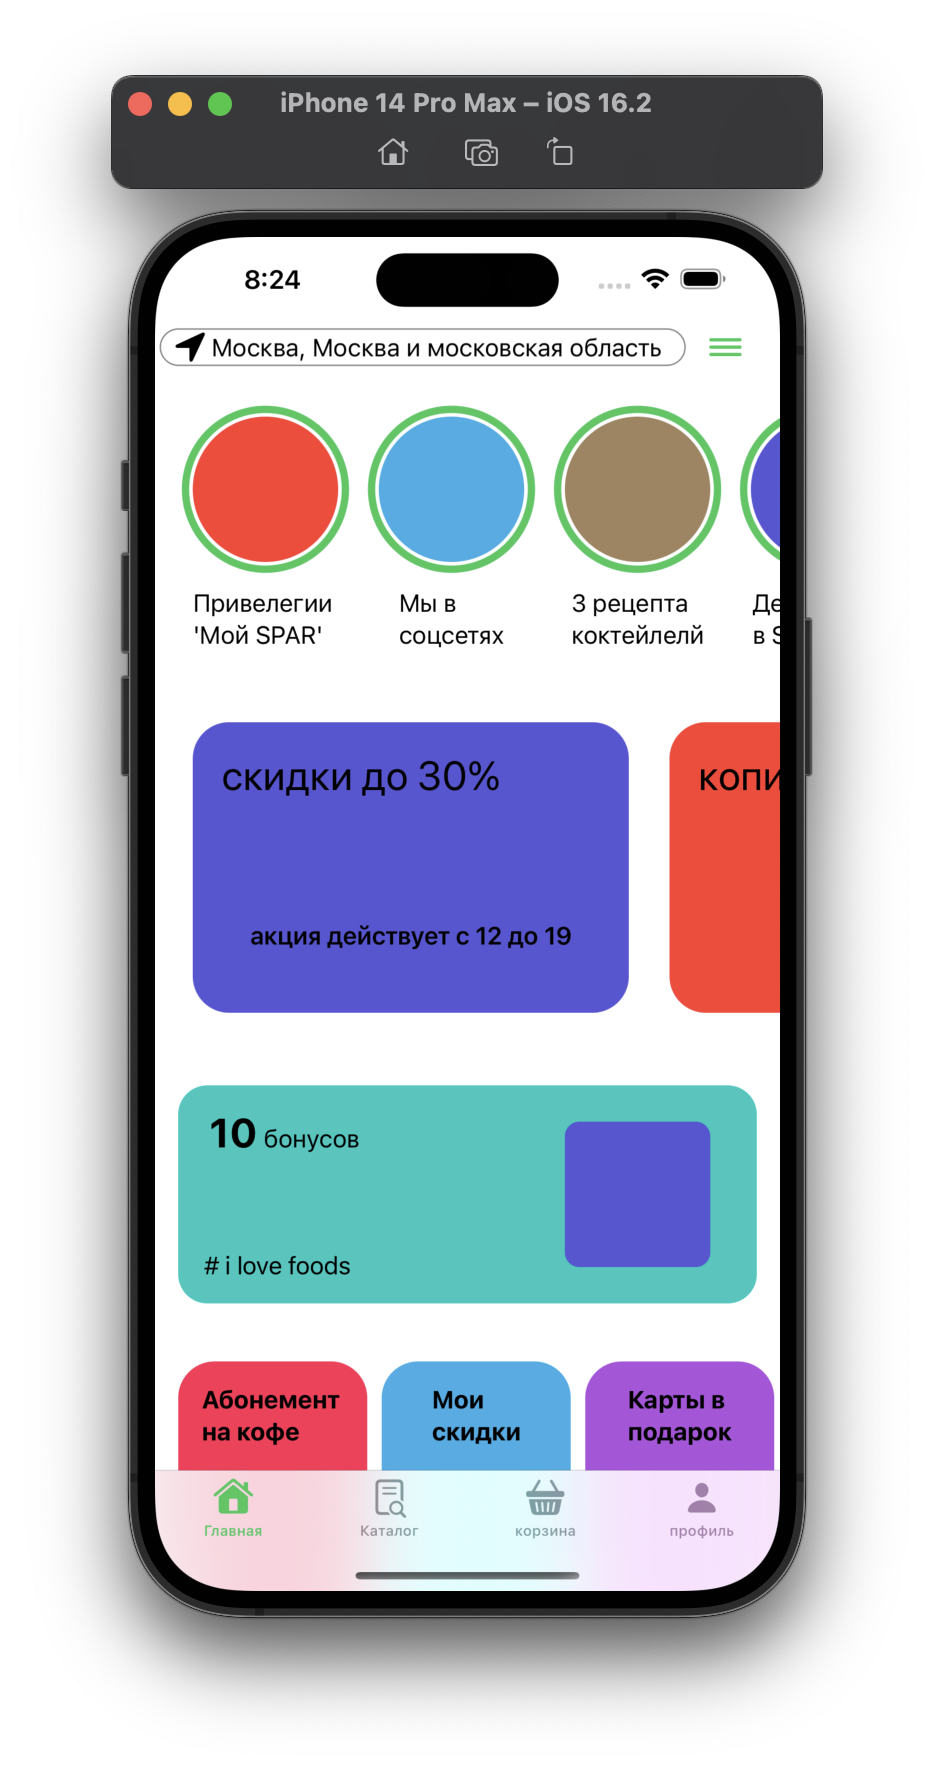 iPhone 14 Pro Max – iOS 16.2
8:24
Москва, Москва и московская область
Привелегии
'Мой SPAR'
Мы в
соцсетях
3 рецепта
коктейлелй
Де
в S
скидки до 30%
акция действует с 12 до 19
копи
10 бонусов
# i love foods
Абонемент
на кофе
Мои
скидки
Карты в
подарок
Главная
Каталог
корзина
профиль